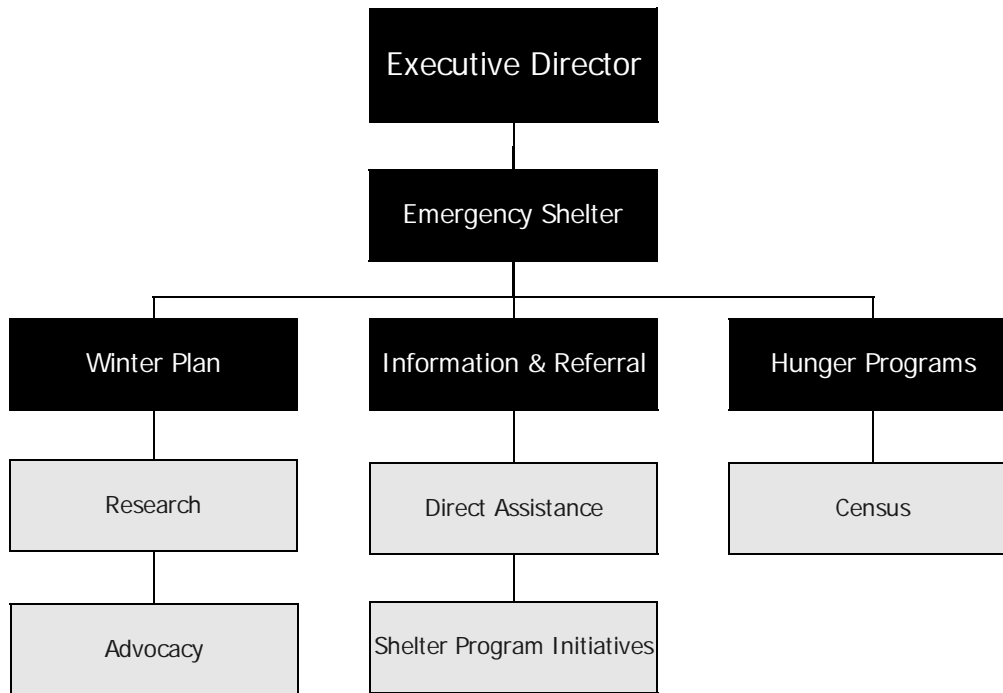 Executive Director
Emergency Shelter
Winter Plan
Information & Referral
Hunger Programs
Research
Direct Assistance
Census
Advocacy
Shelter Program Initiatives